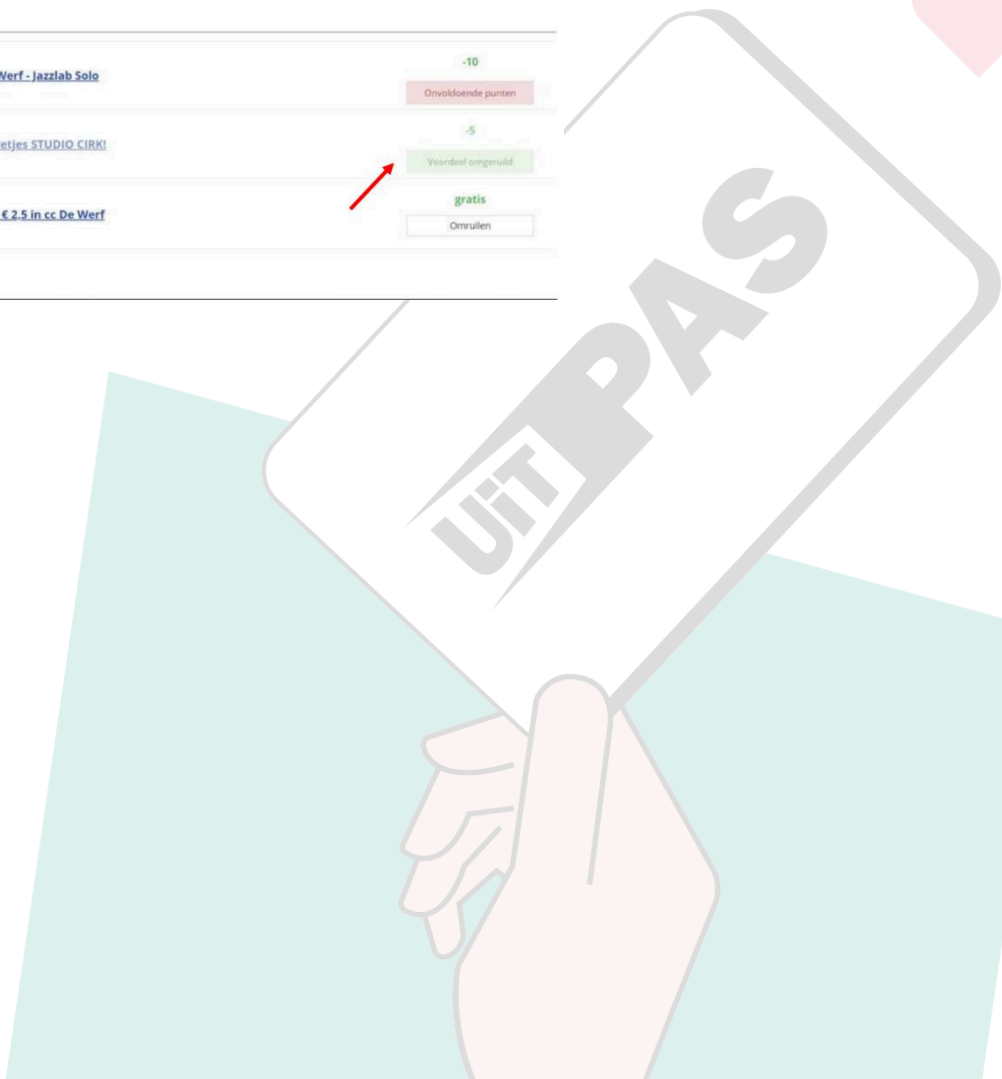 -10
Werf - Jazzlab Solo
Onvoldoende punten
-5
etjes STUDIO CIRK!
Voordeel omgeruild
gratis
€ 2,5 in cc De Werf
Omruilen
UiTPAS